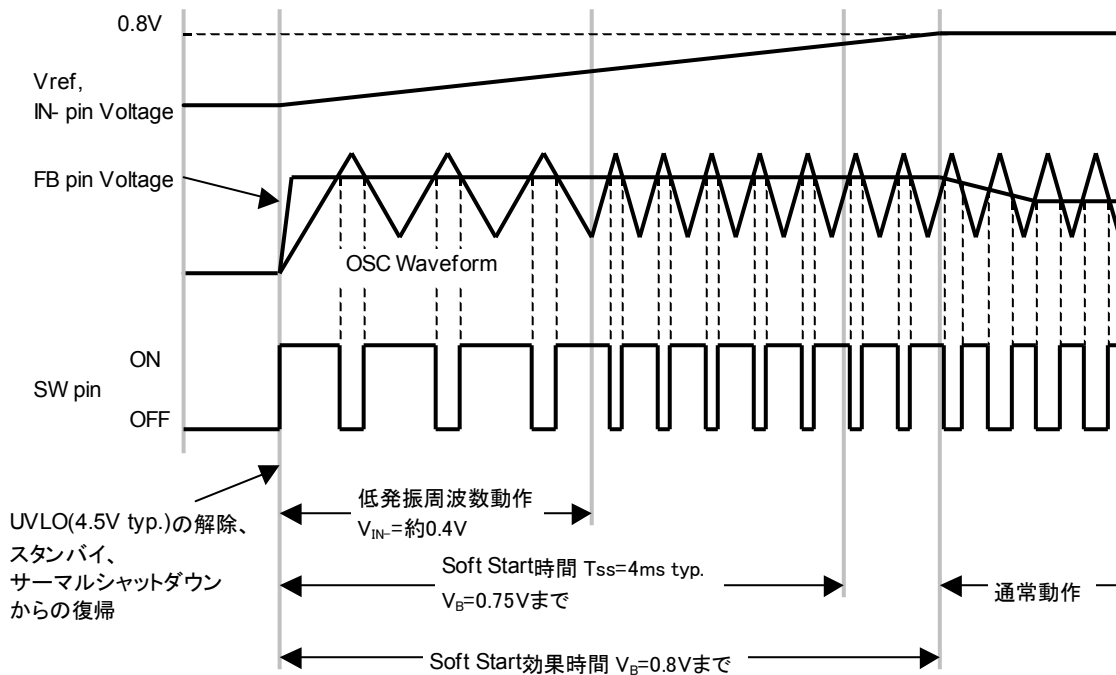 0.8V
Vref,
IN- pin Voltage
FB pin Voltage
OSC Waveform
ON
SW pin
OFF
UVLO(4.5V typ.)の解除、
スタンバイ、
サーマルシャットダウン
からの復帰
低発振周波数動作
VIN-=約0.4V
Soft Start時間 Tss=4ms typ.
VB=0.75Vまで
通常動作
Soft Start効果時間 VB=0.8Vまで